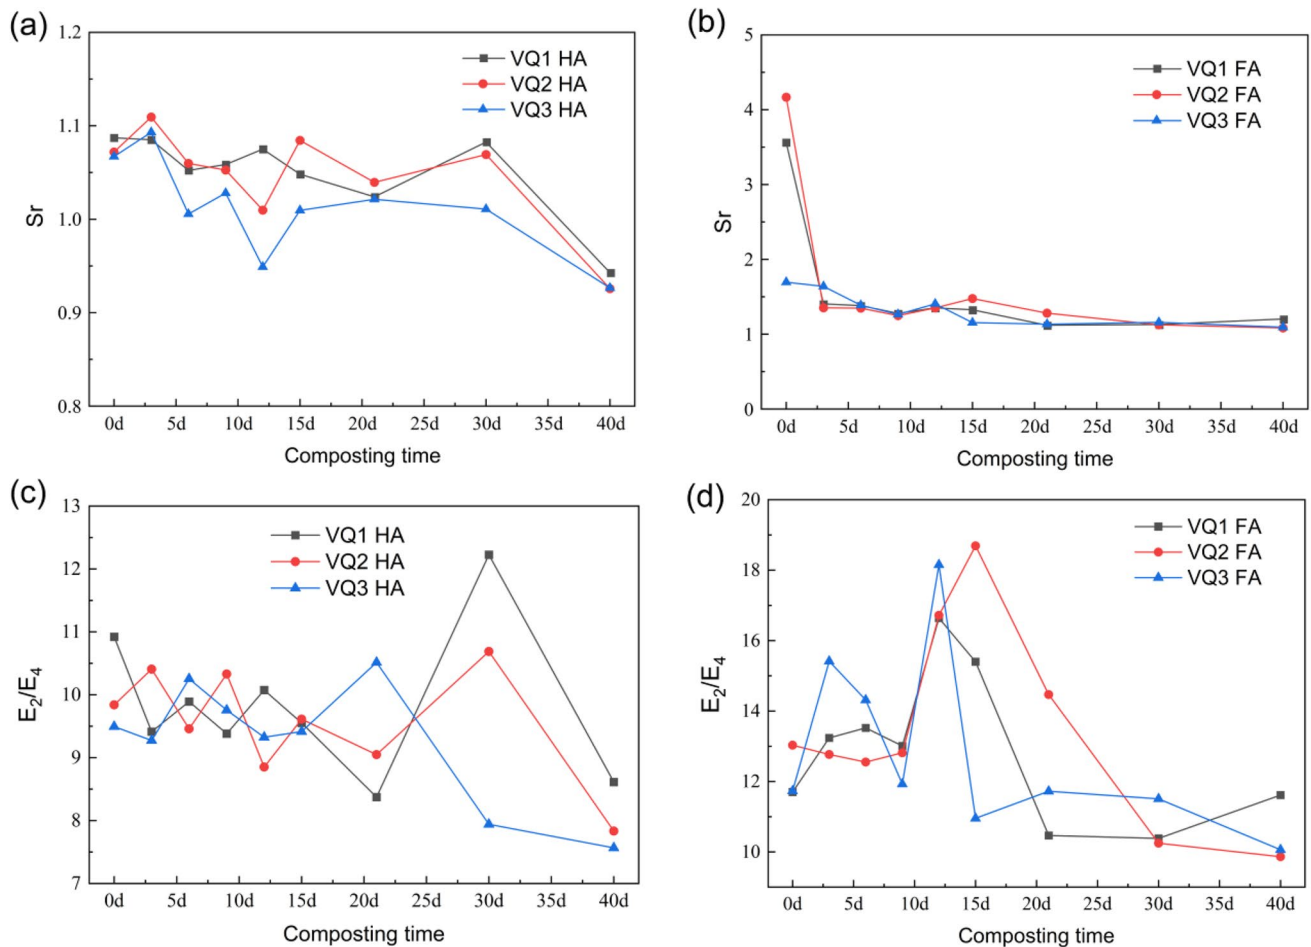 (a)
1.2
1.1
1.0
0.9
0.8
Sr
VQ1 HA
VQ2 HA
VQ3 HA
0d 5d 10d 15d 20d 25d 30d 35d 40d
Composting time
(b)
5
4
3
2
1
0
Sr
VQ1 FA
VQ2 FA
VQ3 FA
0d 5d 10d 15d 20d 25d 30d 35d 40d
Composting time
(c)
13
12
11
10
9
8
7
E₂/E₄
VQ1 HA
VQ2 HA
VQ3 HA
0d 5d 10d 15d 20d 25d 30d 35d 40d
Composting time
(d)
20
18
16
14
12
10
E₂/E₄
VQ1 FA
VQ2 FA
VQ3 FA
0d 5d 10d 15d 20d 25d 30d 35d 40d
Composting time